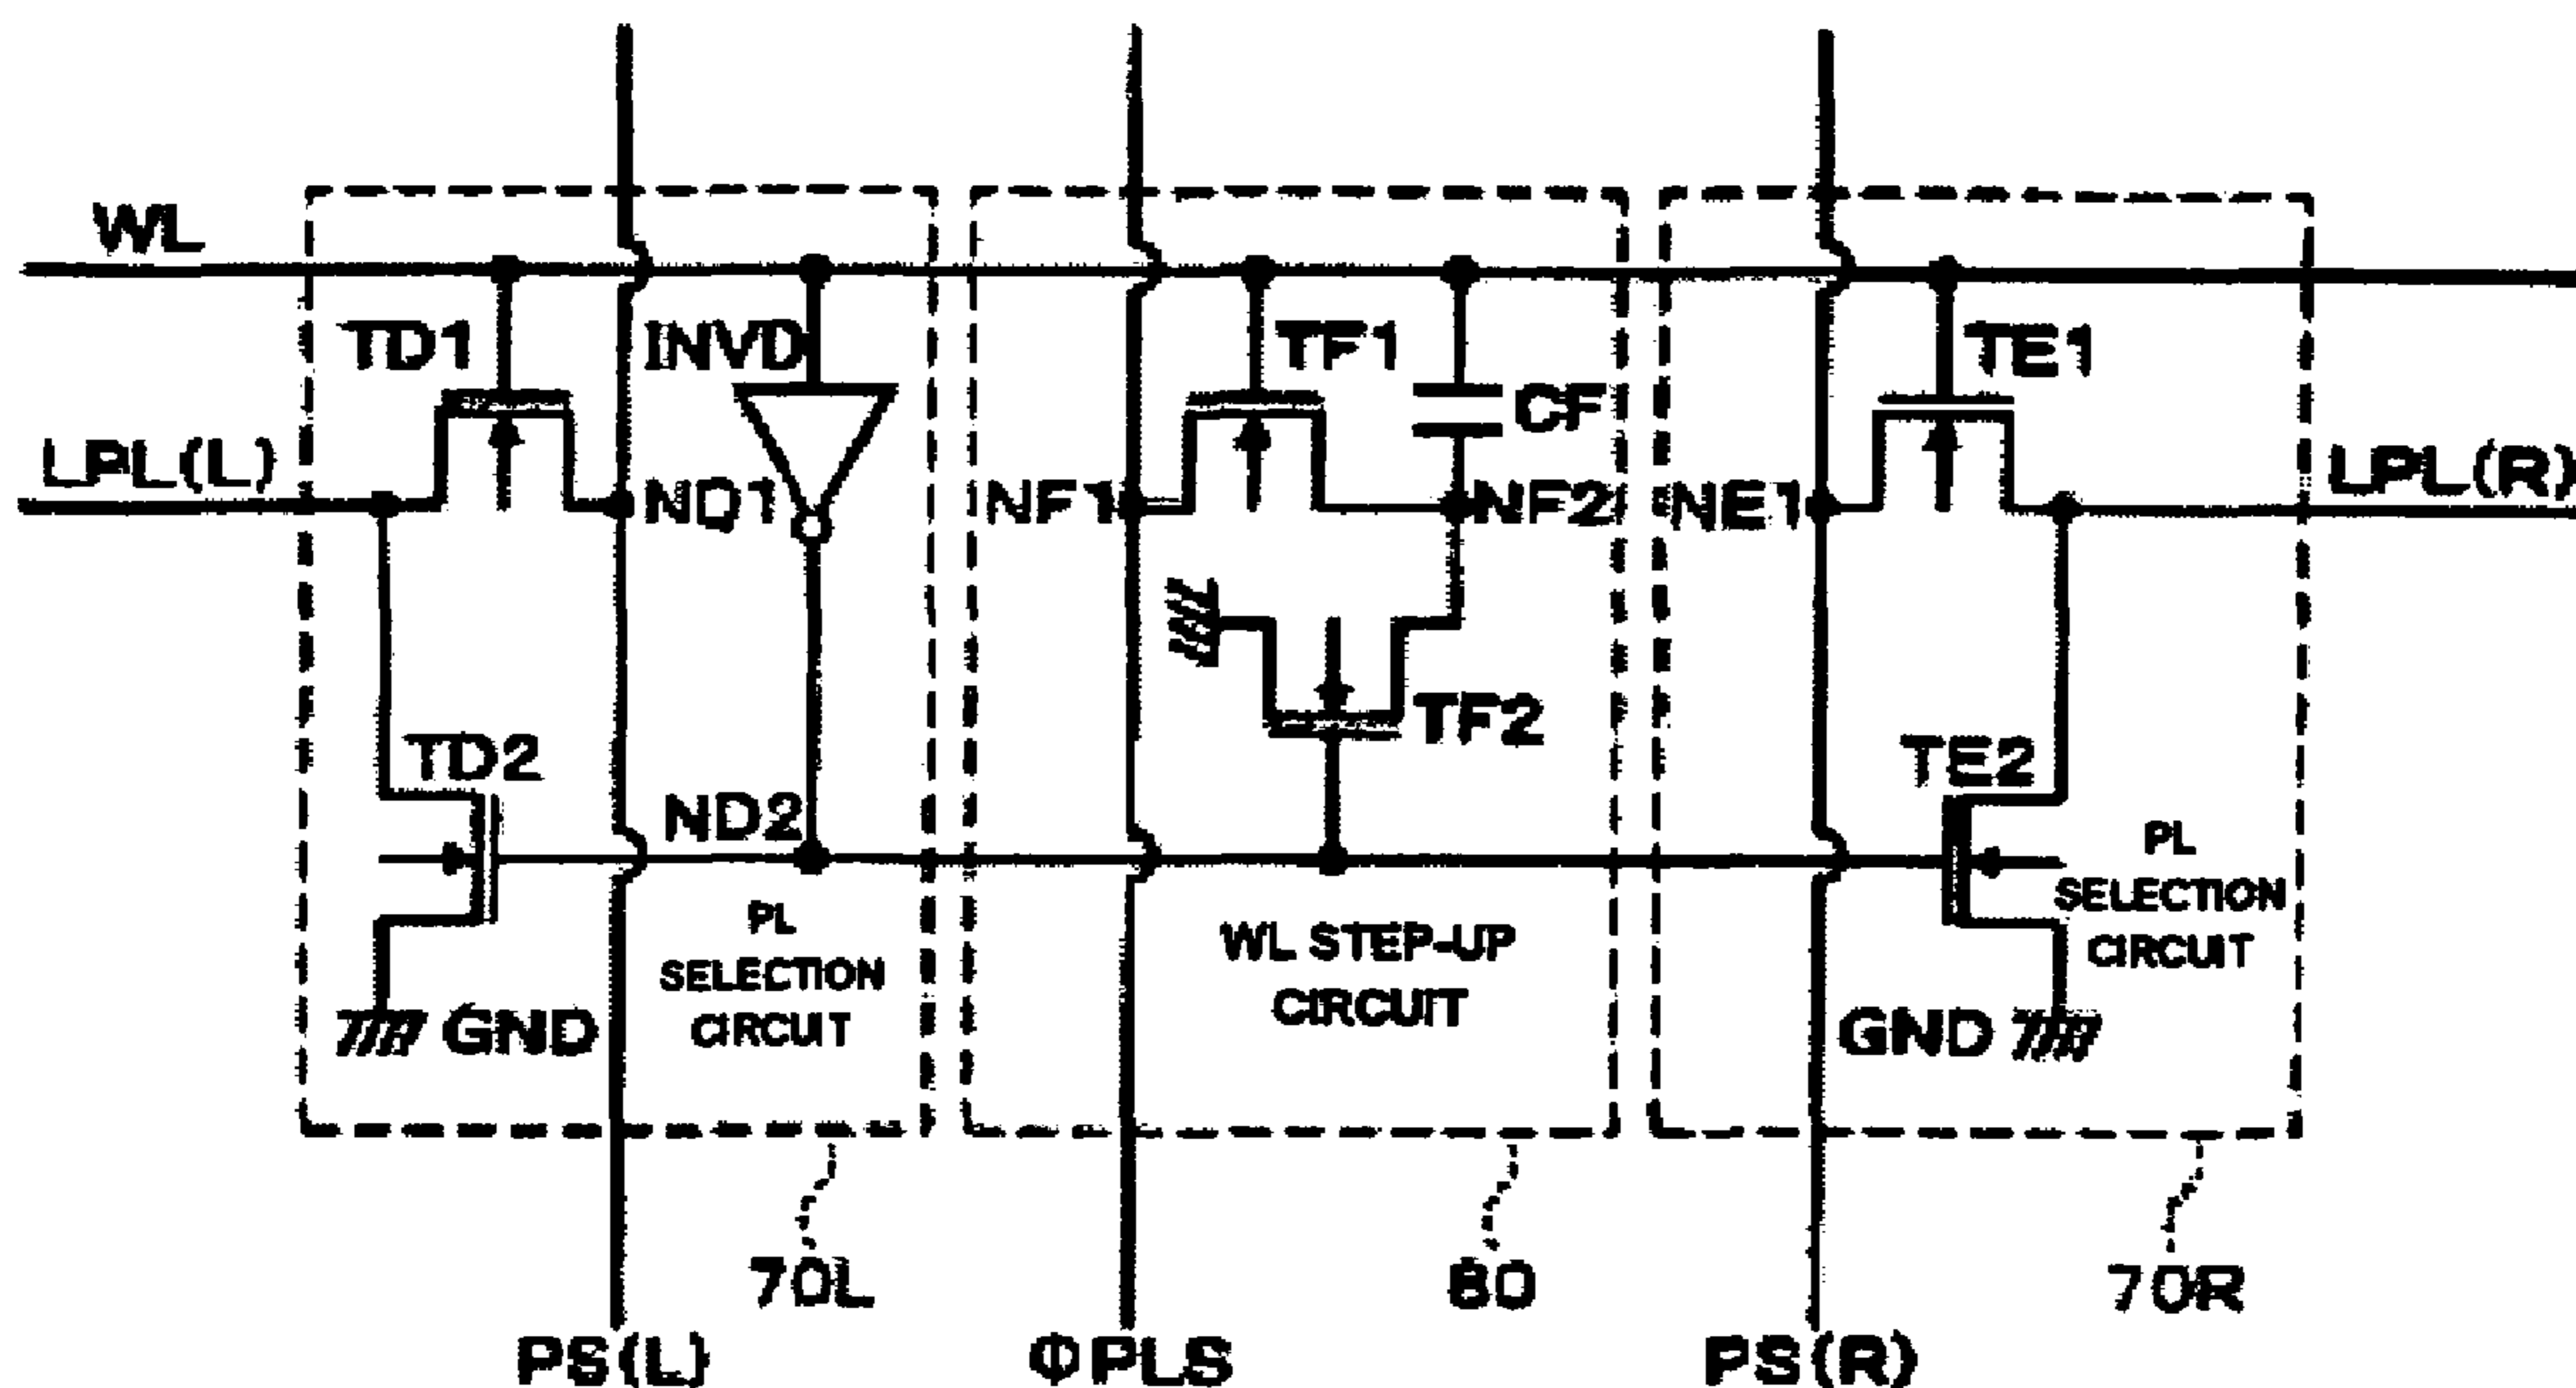 WL
TD1
INVD
TF1
TE1
CF
LPL(L)
ND1
NF1
NF2
NE1
LPL(R)
TD2
TF2
TE2
ND2
PL
SELECTION
CIRCUIT
WL STEP-UP
CIRCUIT
PL
SELECTION
CIRCUIT
GND
GND
70L
80
70R
PS(L)
ΦPLS
PS(R)